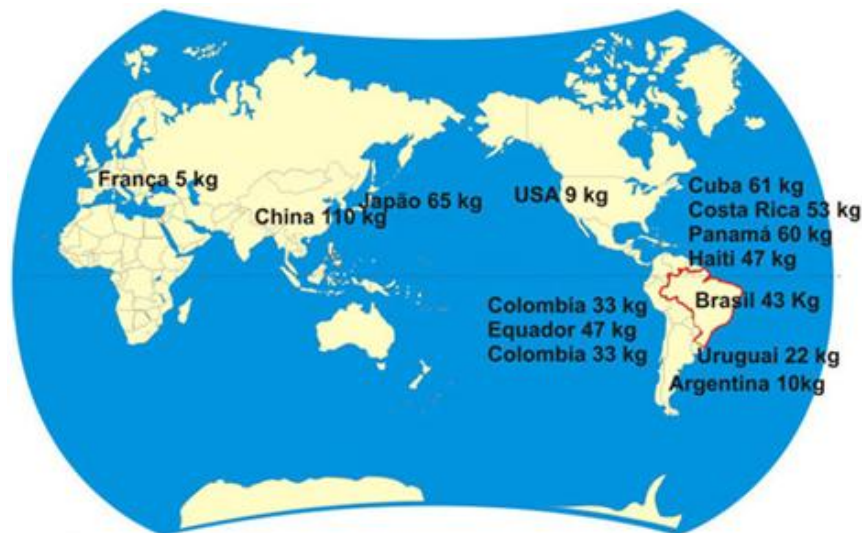 França 5 kg
China 110 kg
Japão 65 kg
USA 9 kg
Cuba 61 kg
Costa Rica 53 kg
Panamá 60 kg
Haiti 47 kg
Colombia 33 kg
Equador 47 kg
Colombia 33 kg
Brasil 43 Kg
Uruguai 22 kg
Argentina 10kg